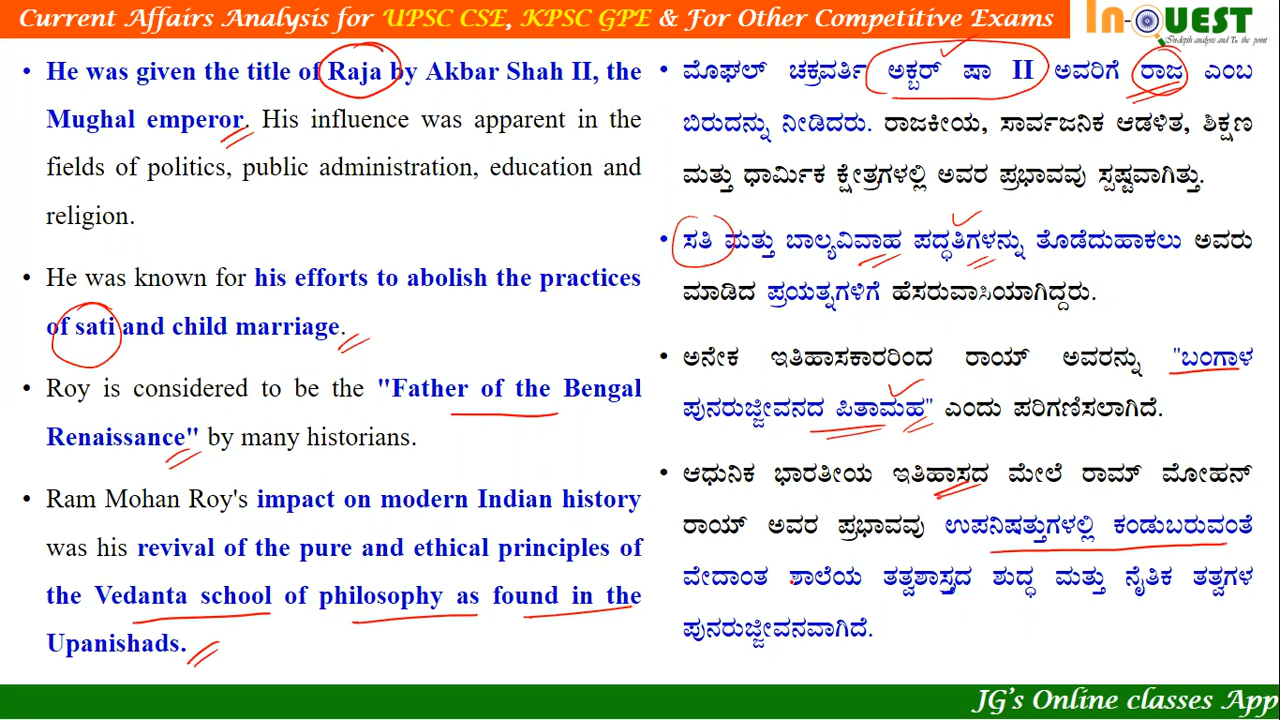 Current Affairs Analysis for UPSC CSE, KPSC GPE & For Other Competitive Exams
In-QUEST
In-depth analysis and To the point
• He was given the title of Raja by Akbar Shah II, the
Mughal emperor. His influence was apparent in the
fields of politics, public administration, education and
religion.
• He was known for his efforts to abolish the practices
of sati and child marriage.
• Roy is considered to be the "Father of the Bengal
Renaissance" by many historians.
• Ram Mohan Roy's impact on modern Indian history
was his revival of the pure and ethical principles of
the Vedanta school of philosophy as found in the
Upanishads.
• ಮೊಘಲ್ ಚಕ್ರವರ್ತಿ ಅಕ್ಬರ್ ಷಾ II ಅವರಿಗೆ ರಾಜ ಎಂಬ
ಬಿರುದನ್ನು ನೀಡಿದರು. ರಾಜಕೀಯ, ಸಾರ್ವಜನಿಕ ಆಡಳಿತ, ಶಿಕ್ಷಣ
ಮತ್ತು ಧಾರ್ಮಿಕ ಕ್ಷೇತ್ರಗಳಲ್ಲಿ ಅವರ ಪ್ರಭಾವವು ಸ್ಪಷ್ಟವಾಗಿತ್ತು.
• ಸತಿ ಮತ್ತು ಬಾಲ್ಯವಿವಾಹ ಪದ್ಧತಿಗಳನ್ನು ತೊಡೆದುಹಾಕಲು ಅವರು
ಮಾಡಿದ ಪ್ರಯತ್ನಗಳಿಗೆ ಹೆಸರುವಾಸಿಯಾಗಿದ್ದರು.
• ಅನೇಕ ಇತಿಹಾಸಕಾರರಿಂದ ರಾಯ್ ಅವರನ್ನು "ಬಂಗಾಳ
ಪುನರುಜ್ಜೀವನದ ಪಿತಾಮಹ" ಎಂದು ಪರಿಗಣಿಸಲಾಗಿದೆ.
• ಆಧುನಿಕ ಭಾರತೀಯ ಇತಿಹಾಸದ ಮೇಲೆ ರಾಮ್ ಮೋಹನ್
ರಾಯ್ ಅವರ ಪ್ರಭಾವವು ಉಪನಿಷತ್ತುಗಳಲ್ಲಿ ಕಂಡುಬರುವಂತೆ
ವೇದಾಂತ ಶಾಲೆಯ ತತ್ವಶಾಸ್ತ್ರದ ಶುದ್ಧ ಮತ್ತು ನೈತಿಕ ತತ್ವಗಳ
ಪುನರುಜ್ಜೀವನವಾಗಿದೆ.
JG's Online classes App